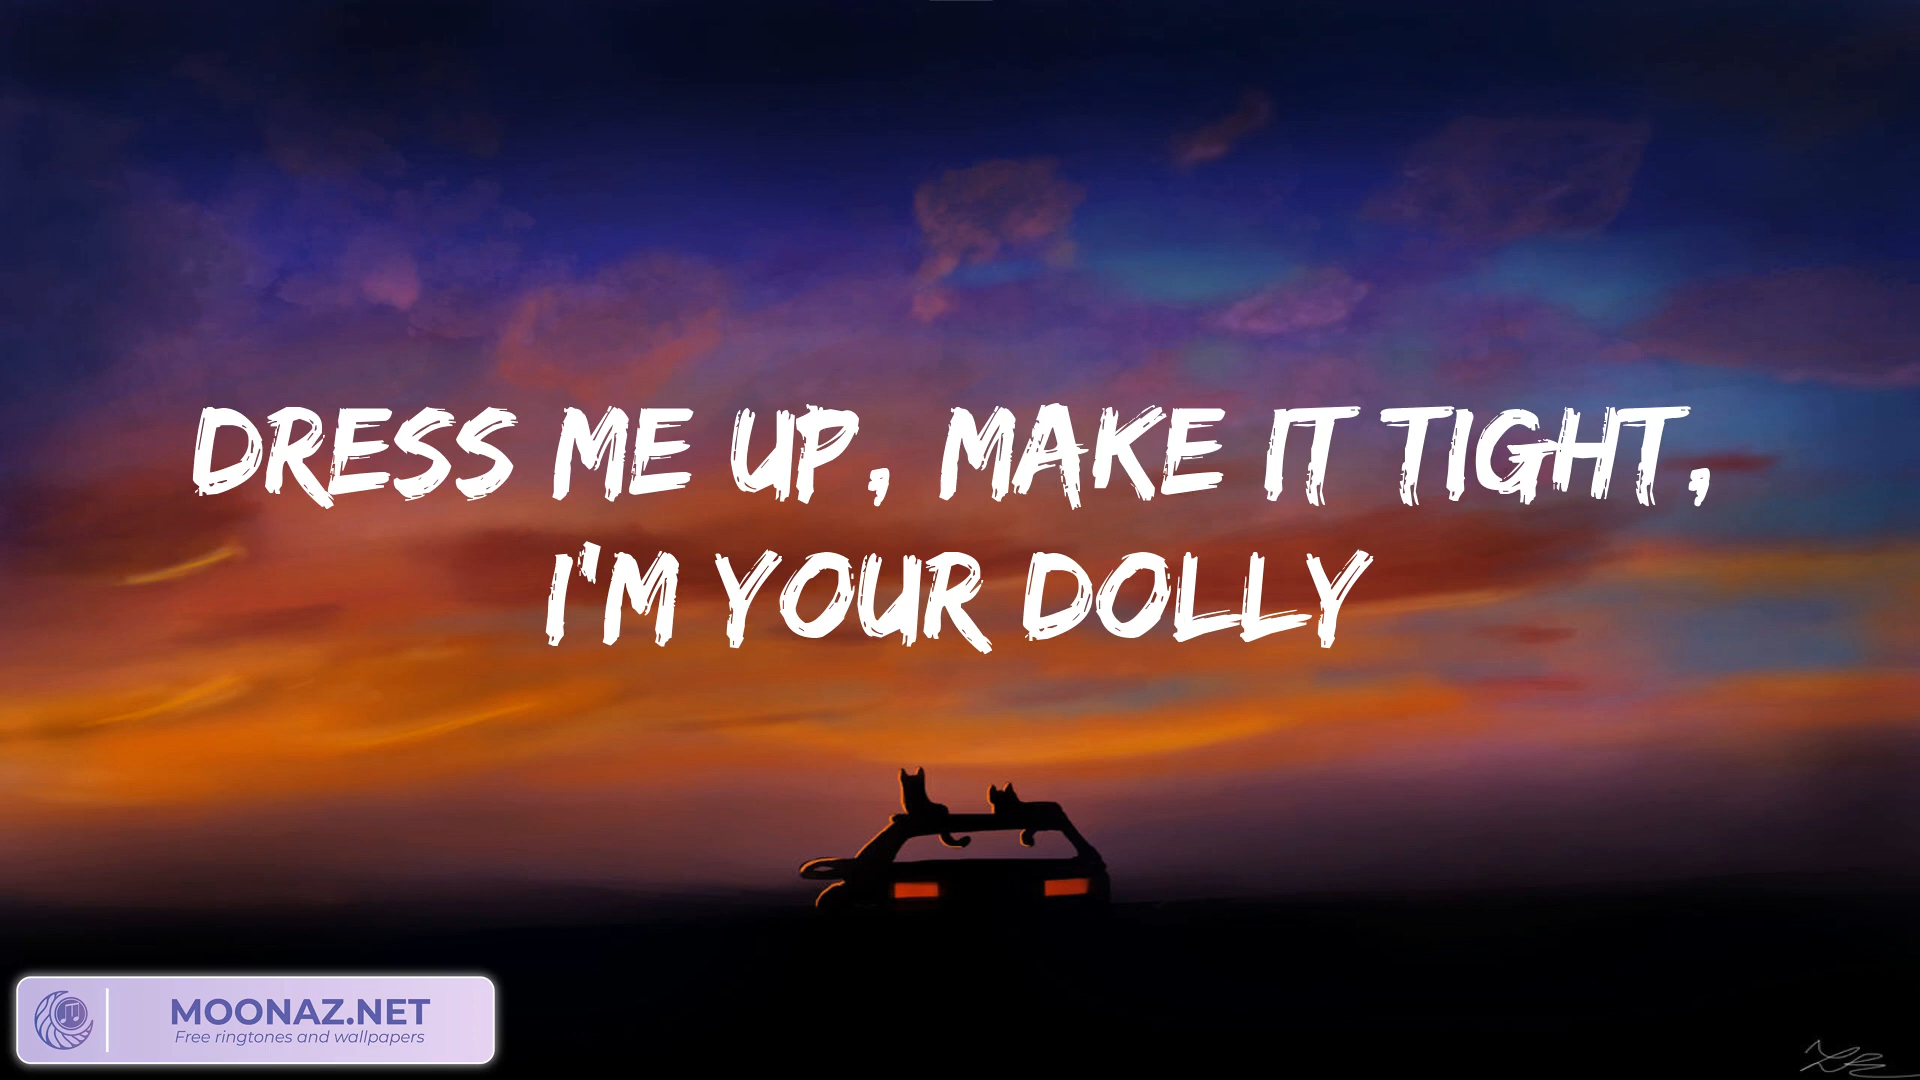 DRESS ME UP, MAKE IT TIGHT,
I'M YOUR DOLLY
MOONAZ.NET
Free ringtones and wallpapers